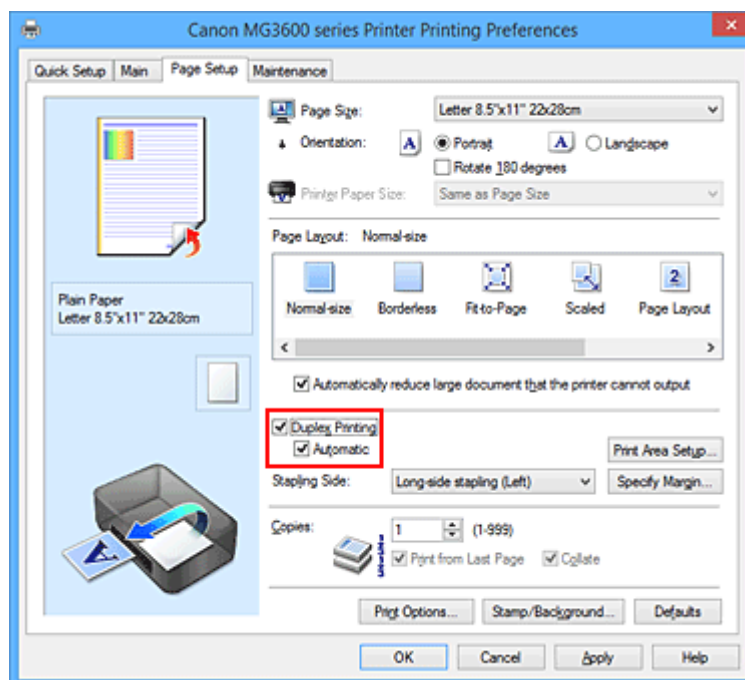 Canon MG3600 series Printer Printing Preferences
Quick Setup Main Page Setup Maintenance
Page Size: Letter 8.5"x11" 22x28cm
Orientation: A Portrait A Landscape
Rotate 180 degrees
Printer Paper Size: Same as Page Size
Page Layout: Normal-size
2
Normal-size Borderless Fit-to-Page Scaled Page Layout
Plain Paper
Letter 8.5"x11" 22x28cm
Automatically reduce large document that the printer cannot output
Duplex Printing
Automatic Print Area Setup...
Stapling Side: Long-side stapling (Left) Specify Margin...
A
Copies: 1 (1-999)
Print from Last Page Collate
Print Options... Stamp/Background... Defaults
OK Cancel Apply Help